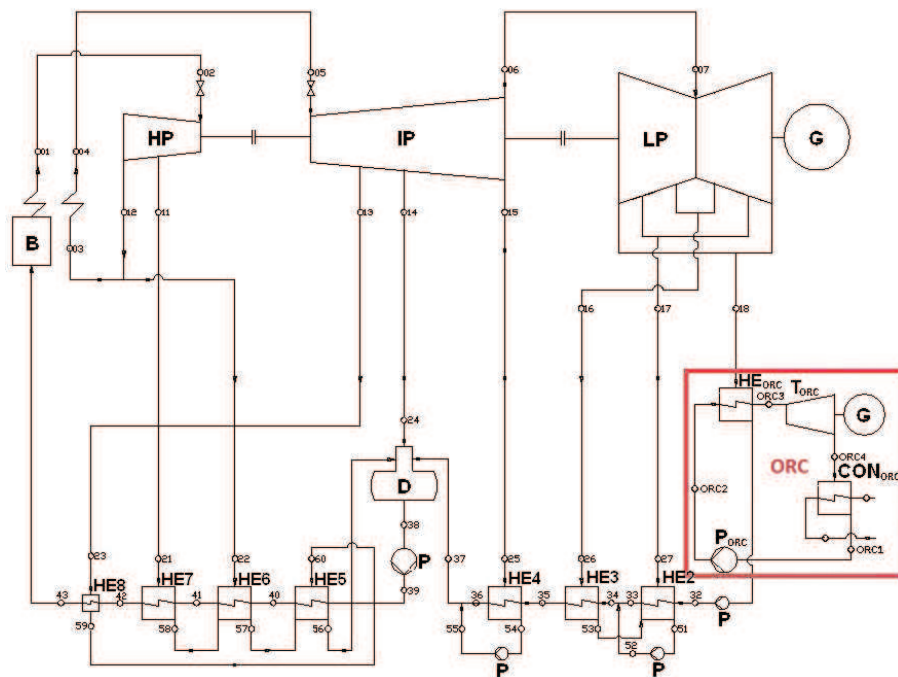 02
05
06
07
HP
IP
LP
G
01
04
12
11
13
14
15
B
03
16
17
18
HEORC
TORC
ORC3
G
24
ORC
ORC4
CONORC
D
ORC2
38
PORC
ORC1
23
21
22
60
P
37
25
26
27
HE8
HE7
HE6
HE5
39
HE4
HE3
HE2
43
42
41
40
36
35
34
33
32
P
59
58
57
56
55
54
53
52
51
P
P